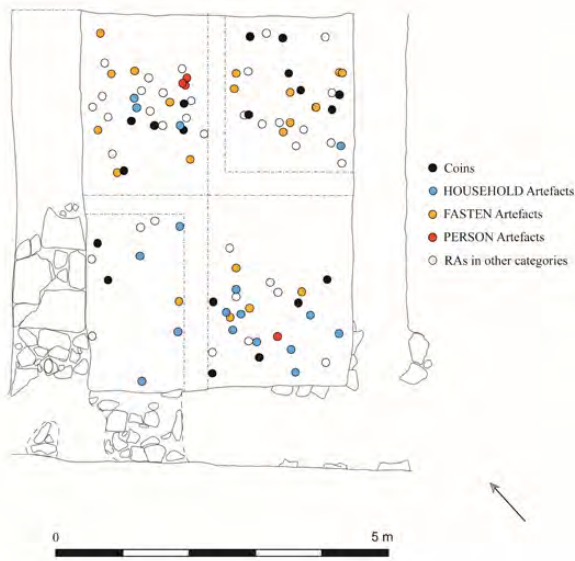 Coins
HOUSEHOLD Artefacts
FASTEN Artefacts
PERSON Artefacts
RAs in other categories
0 5 m